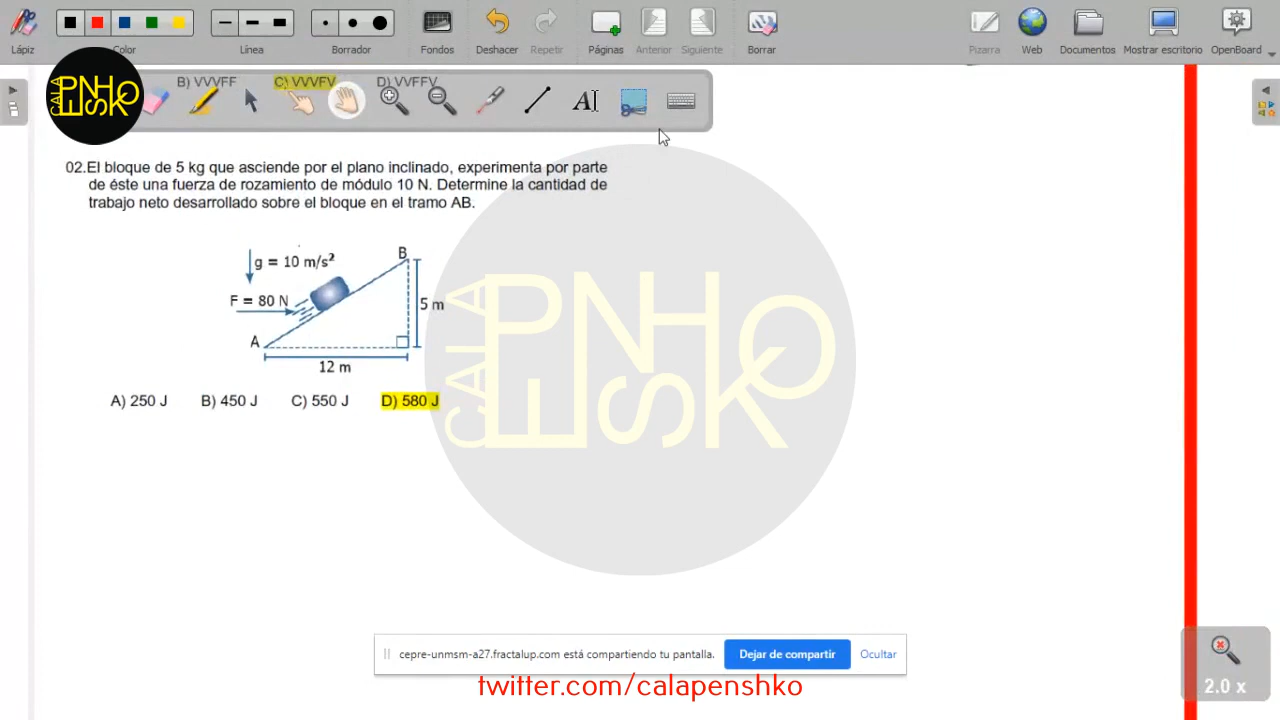 Lápiz
Color
Línea
Borrador
Fondos
Deshacer
Repetir
Páginas
Anterior
Siguiente
Borrar
Pizarra
Web
Documentos
Mostrar escritorio
OpenBoard
CALA PENSHKO
B) VVVFF C) VVVFV D) VVFFV
02.El bloque de 5 kg que asciende por el plano inclinado, experimenta por parte
de éste una fuerza de rozamiento de módulo 10 N. Determine la cantidad de
trabajo neto desarrollado sobre el bloque en el tramo AB.
B
g = 10 m/s²
F = 80 N
5 m
A
12 m
A) 250 J B) 450 J C) 550 J D) 580 J
CALA PENSHKO
cepre-unmsm-a27.fractalup.com está compartiendo tu pantalla.
Dejar de compartir
Ocultar
2.0 x
twitter.com/calapenshko